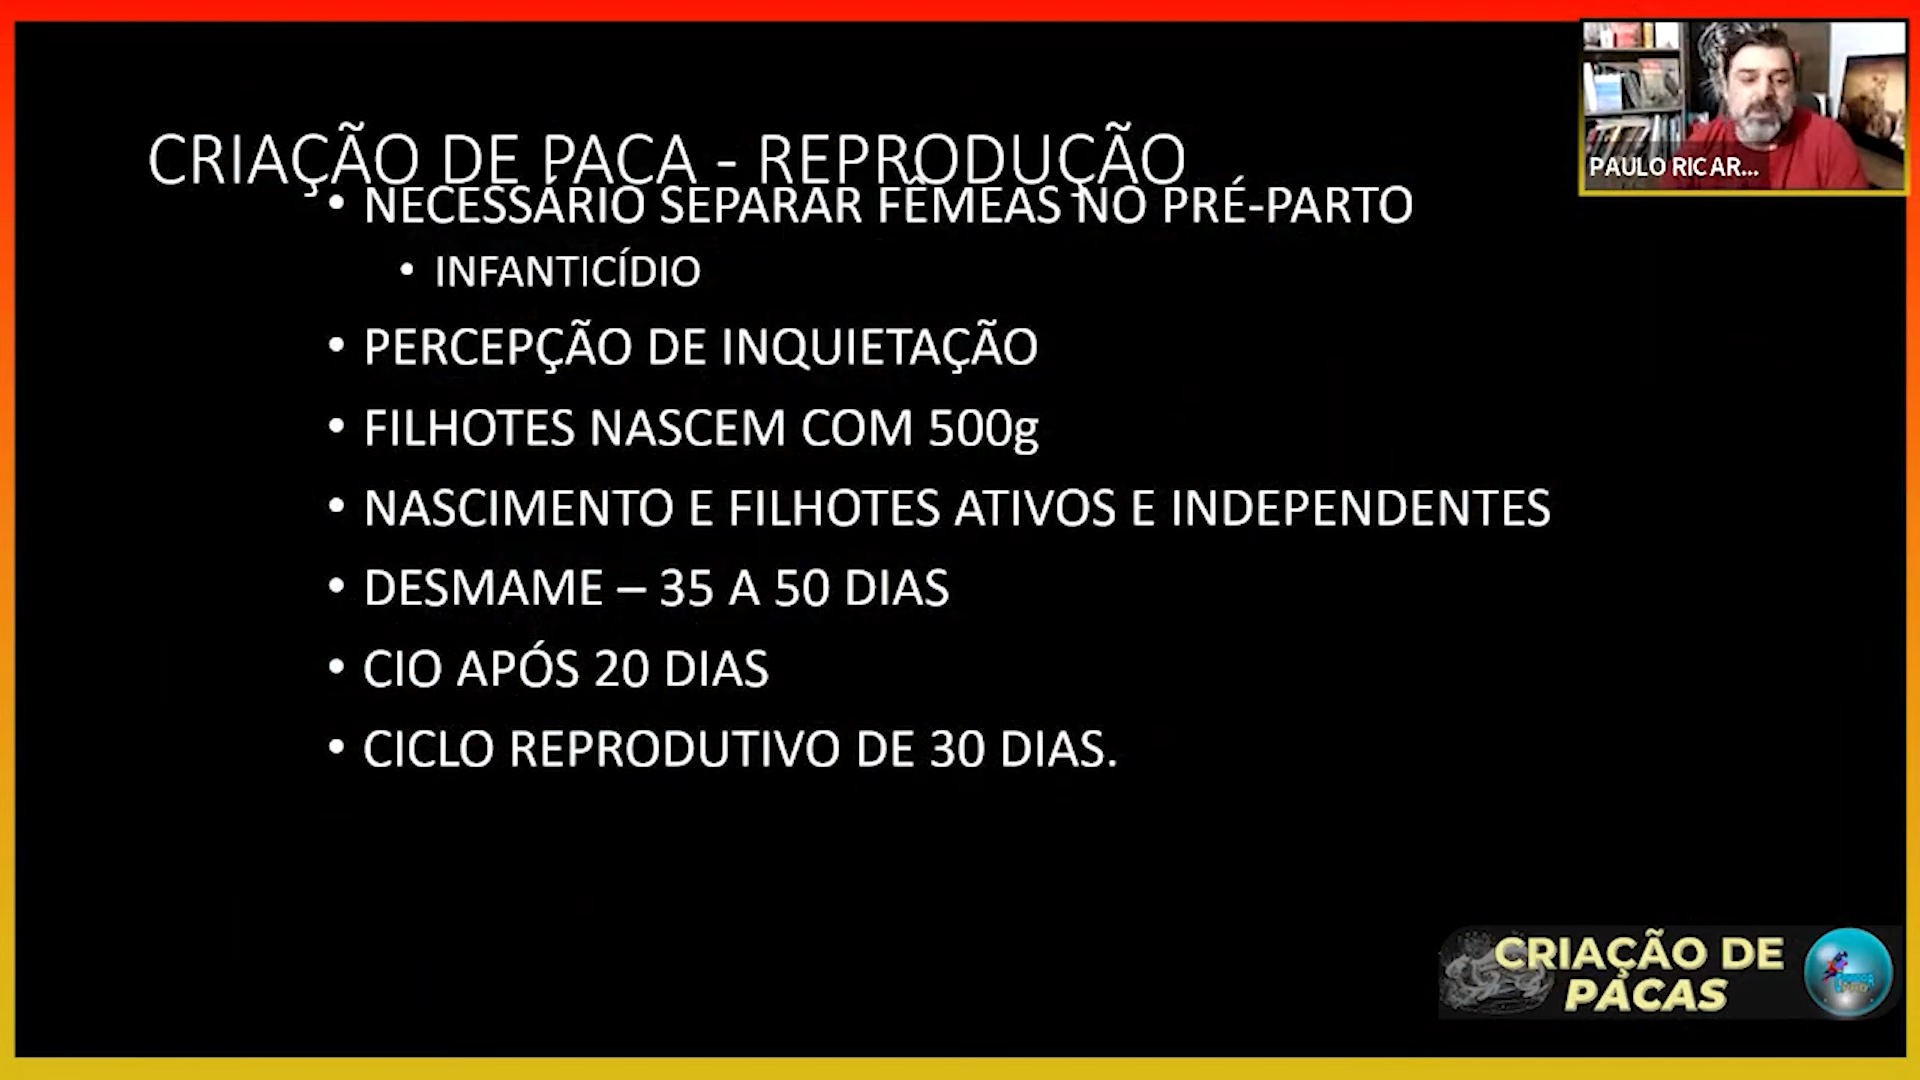 CRIAÇÃO DE PACA - REPRODUÇÃO
• NECESSÁRIO SEPARAR FÊMEAS NO PRÉ-PARTO
• INFANTICÍDIO
• PERCEPÇÃO DE INQUIETAÇÃO
• FILHOTES NASCEM COM 500g
• NASCIMENTO E FILHOTES ATIVOS E INDEPENDENTES
• DESMAME – 35 A 50 DIAS
• CIO APÓS 20 DIAS
• CICLO REPRODUTIVO DE 30 DIAS.
PAULO RICAR...
CRIAÇÃO DE
PACAS